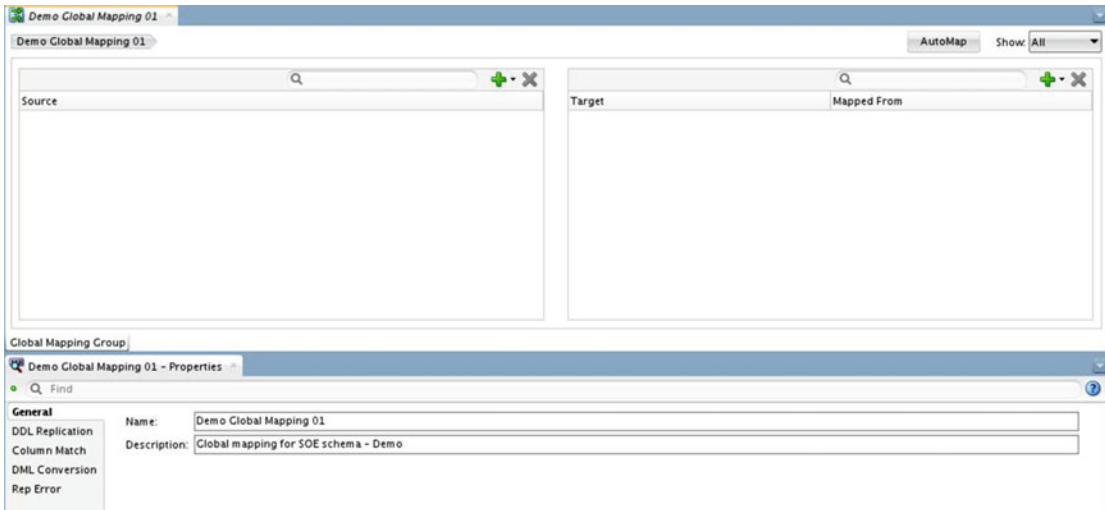 Demo Global Mapping 01
Demo Global Mapping 01 AutoMap Show: All
Source Target Mapped From
Global Mapping Group
Demo Global Mapping 01 - Properties
Find
General
Name: Demo Global Mapping 01
DDL Replication
Description: Global mapping for SOE schema - Demo
Column Match
DML Conversion
Rep Error